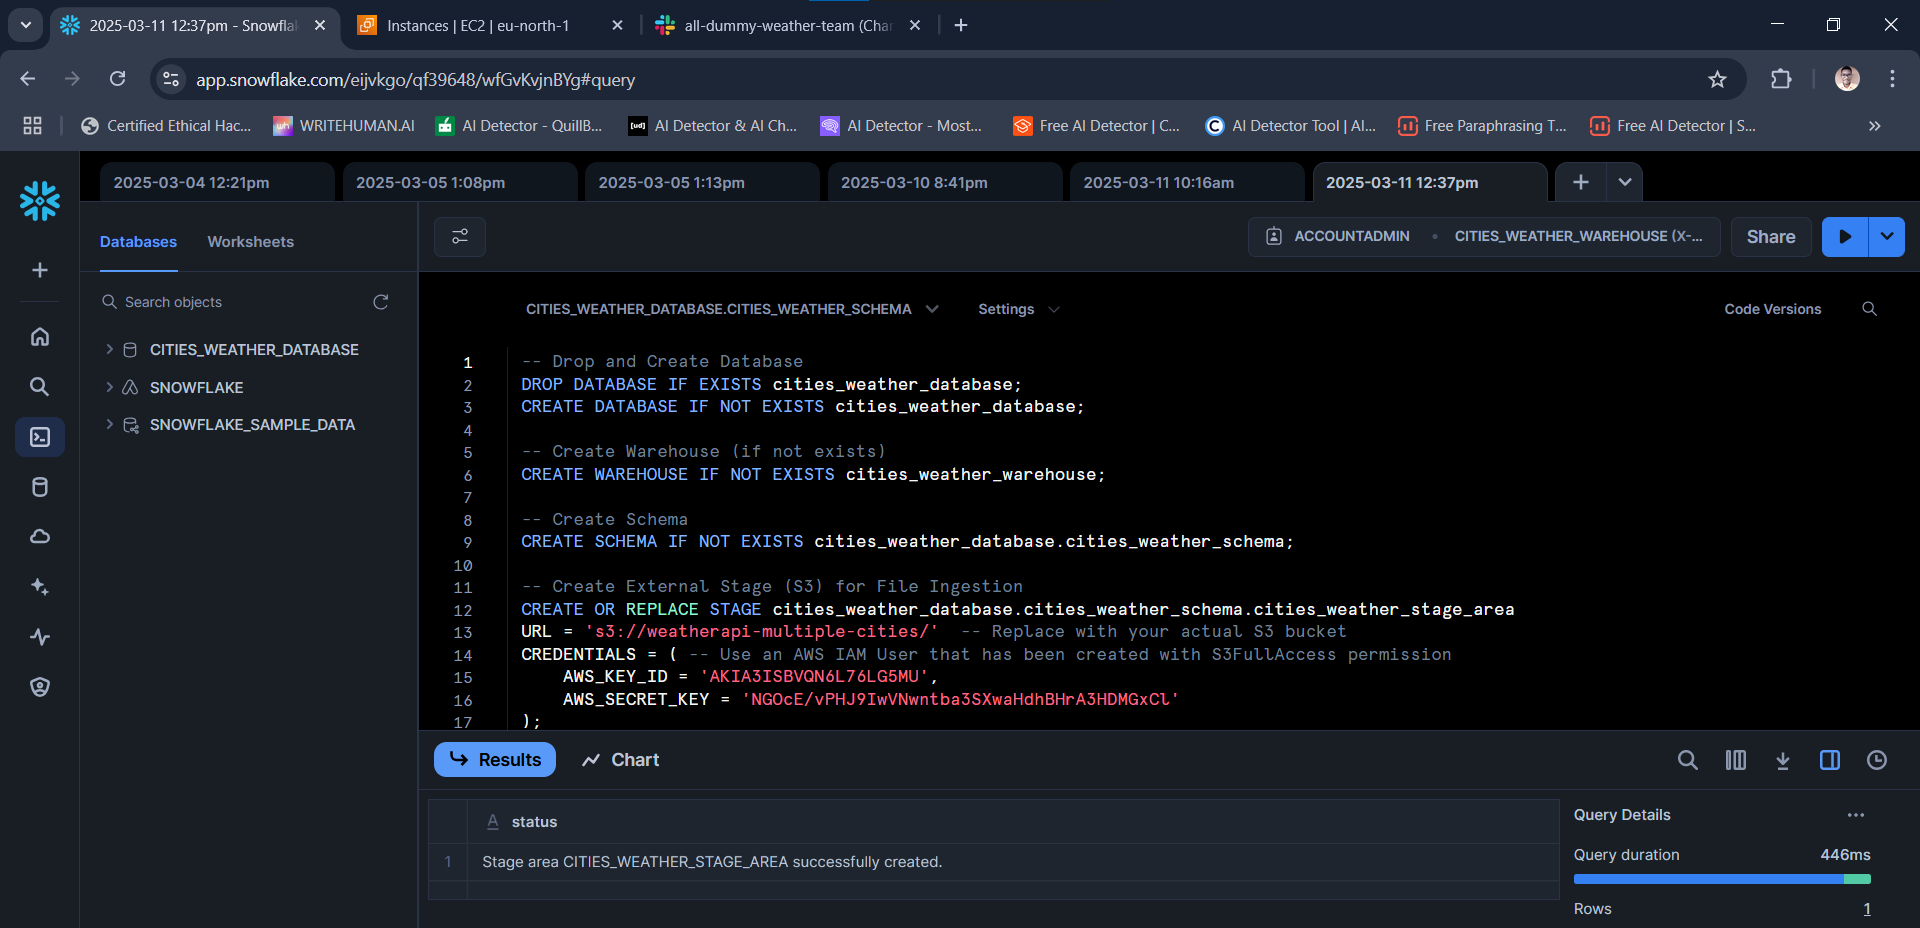 2025-03-11 12:37pm - Snowfla
Instances | EC2 | eu-north-1
all-dummy-weather-team (Char
app.snowflake.com/eijvkgo/qf39648/wfGvKvjnBYg#query
Certified Ethical Hac...
WRITEHUMAN.AI
AI Detector - QuillB...
AI Detector & AI Ch...
AI Detector - Most...
Free AI Detector | C...
AI Detector Tool | AI...
Free Paraphrasing T...
Free AI Detector | S...
2025-03-04 12:21pm
2025-03-05 1:08pm
2025-03-05 1:13pm
2025-03-10 8:41pm
2025-03-11 10:16am
2025-03-11 12:37pm
Databases
Worksheets
ACCOUNTADMIN
CITIES_WEATHER_WAREHOUSE (X-...
Share
Search objects
CITIES_WEATHER_DATABASE
SNOWFLAKE
SNOWFLAKE_SAMPLE_DATA
CITIES_WEATHER_DATABASE.CITIES_WEATHER_SCHEMA
Settings
Code Versions
1 -- Drop and Create Database
2 DROP DATABASE IF EXISTS cities_weather_database;
3 CREATE DATABASE IF NOT EXISTS cities_weather_database;
4
5 -- Create Warehouse (if not exists)
6 CREATE WAREHOUSE IF NOT EXISTS cities_weather_warehouse;
7
8 -- Create Schema
9 CREATE SCHEMA IF NOT EXISTS cities_weather_database.cities_weather_schema;
10
11 -- Create External Stage (S3) for File Ingestion
12 CREATE OR REPLACE STAGE cities_weather_database.cities_weather_schema.cities_weather_stage_area
13 URL = 's3://weatherapi-multiple-cities/' -- Replace with your actual S3 bucket
14 CREDENTIALS = ( -- Use an AWS IAM User that has been created with S3FullAccess permission
15 AWS_KEY_ID = 'AKIA3ISBVQN6L76LG5MU',
16 AWS_SECRET_KEY = 'NGOcE/vPHJ9IwVNwntba3SXwaHdhBHrA3HDMGxCl'
17 );
Results
Chart
A status
1 Stage area CITIES_WEATHER_STAGE_AREA successfully created.
Query Details
...
Query duration 446ms
Rows 1